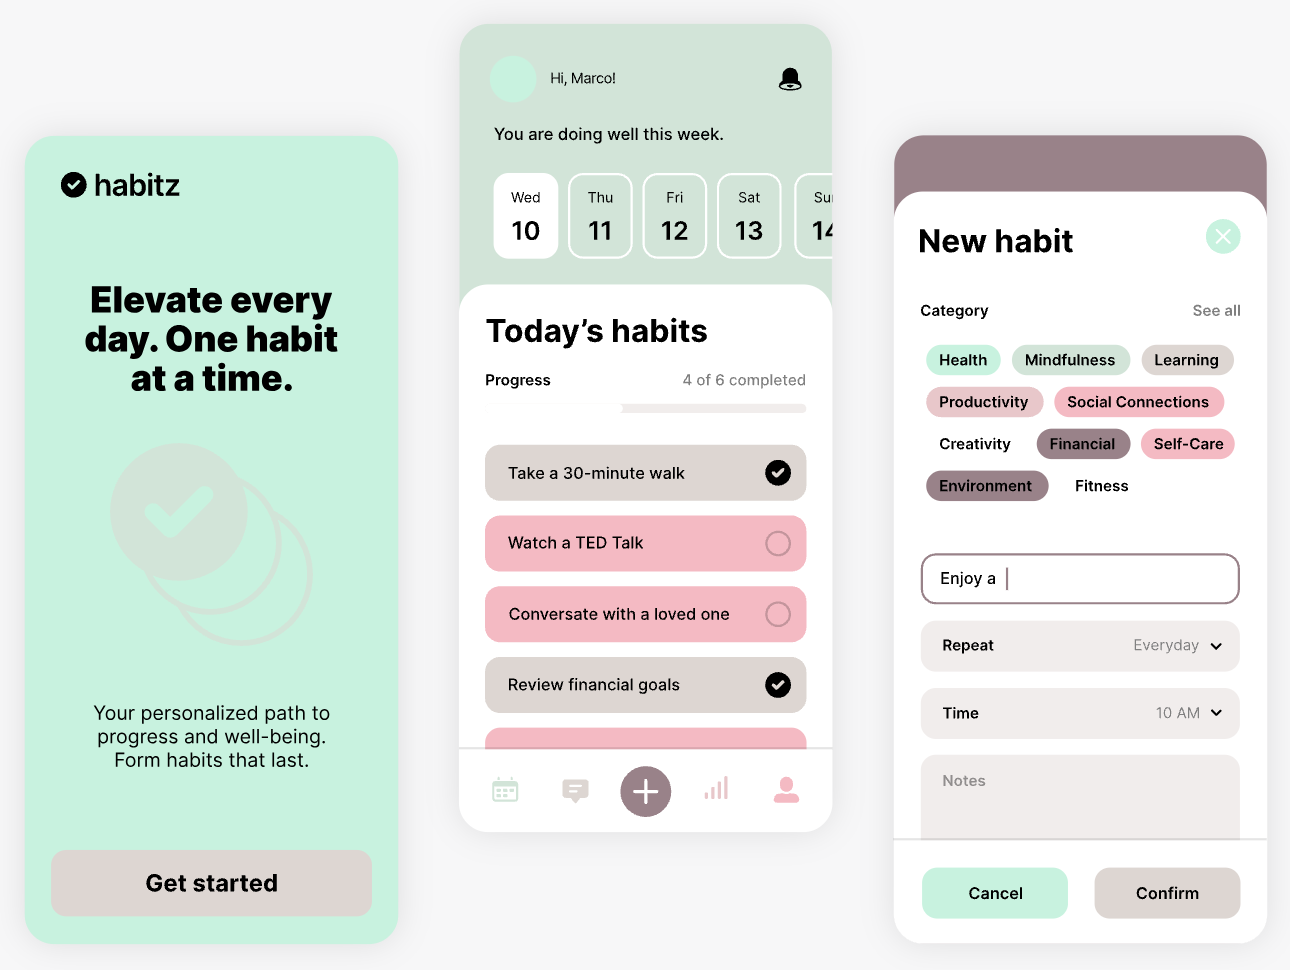 habitz
Elevate every
day. One habit
at a time.
Your personalized path to
progress and well-being.
Form habits that last.
Get started
Hi, Marco!
You are doing well this week.
Wed Thu Fri Sat Sun
10 11 12 13 14
Today's habits
Progress 4 of 6 completed
Take a 30-minute walk
Watch a TED Talk
Conversate with a loved one
Review financial goals
New habit
Category See all
Health Mindfulness Learning
Productivity Social Connections
Creativity Financial Self-Care
Environment Fitness
Enjoy a
Repeat Everyday
Time 10 AM
Notes
Cancel Confirm